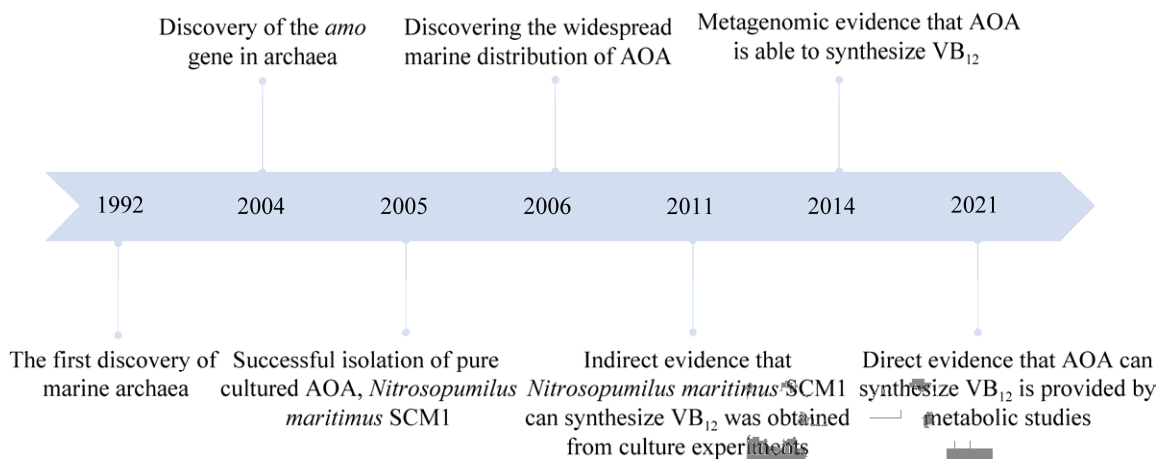 Discovery of the amo
gene in archaea
Discovering the widespread
marine distribution of AOA
Metagenomic evidence that AOA
is able to synthesize VB₁₂
1992
2004
2005
2006
2011
2014
2021
The first discovery of
marine archaea
Successful isolation of pure
cultured AOA, Nitrosopumilus
maritimus SCM1
Indirect evidence that
Nitrosopumilus maritimus SCM1
can synthesize VB₁₂ was obtained
from culture experiments
Direct evidence that AOA can
synthesize VB₁₂ is provided by
metabolic studies